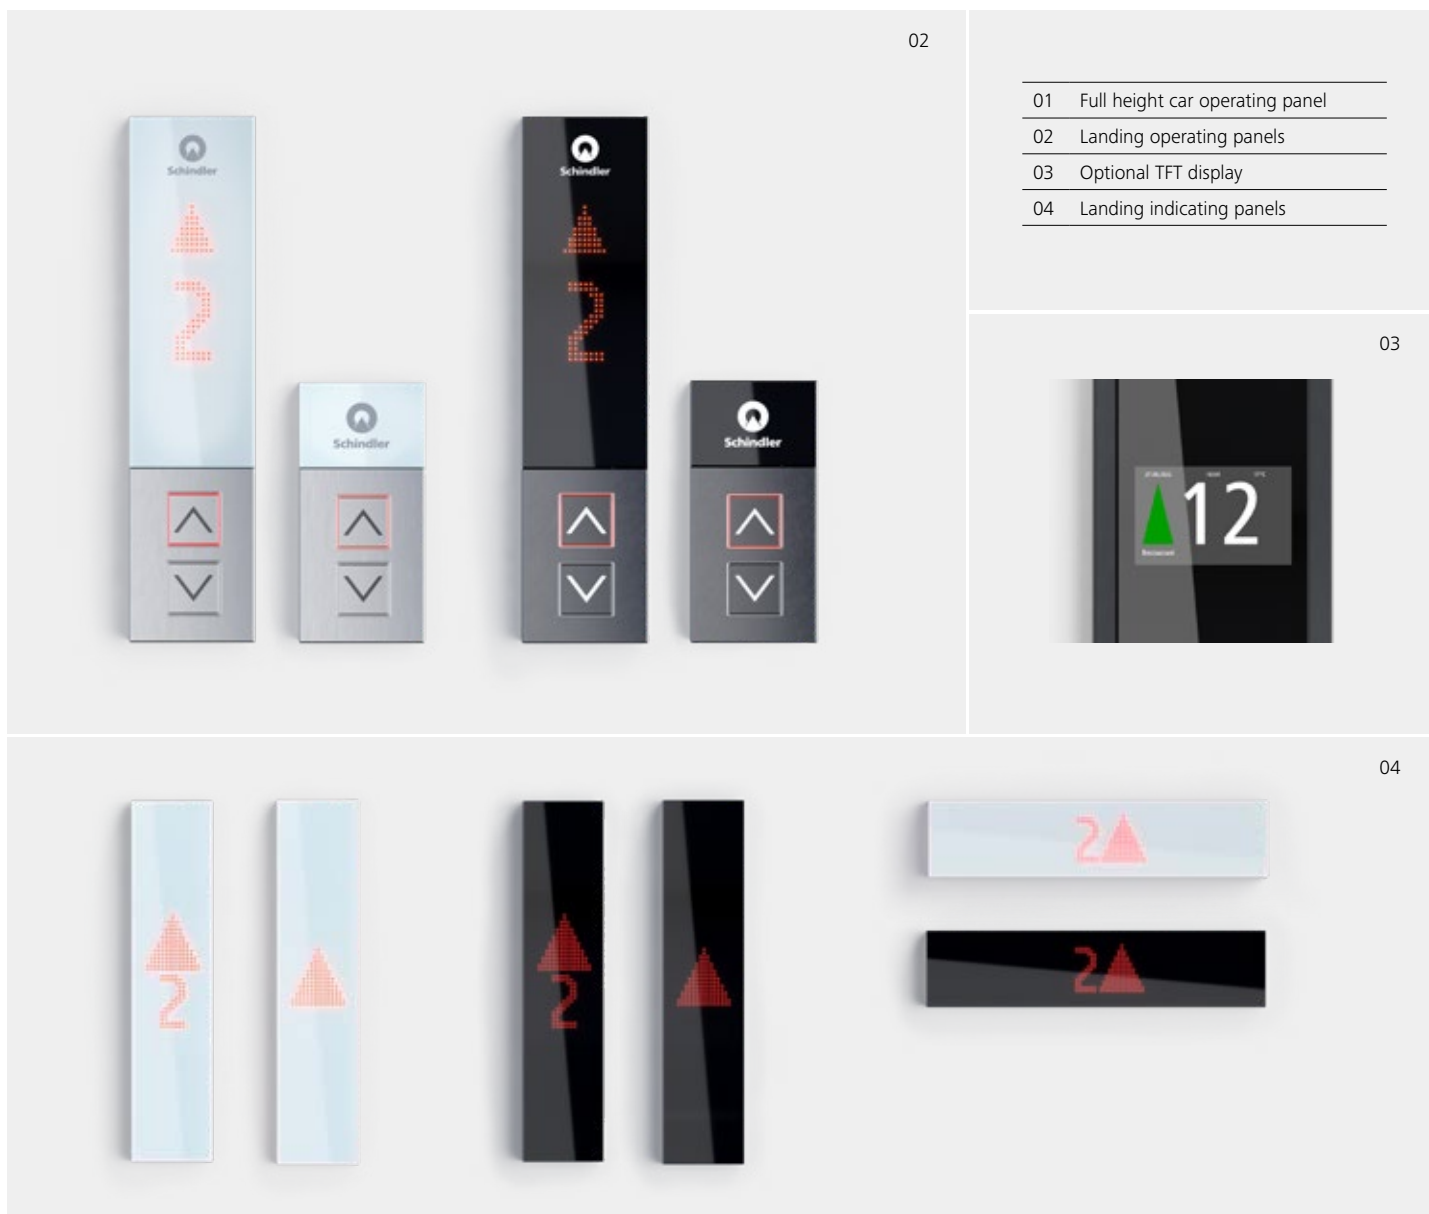 02
Schindler
2
Schindler
Schindler
2
Schindler
01 Full height car operating panel
02 Landing operating panels
03 Optional TFT display
04 Landing indicating panels
03
12
Restaurant
04
2
2
2
2